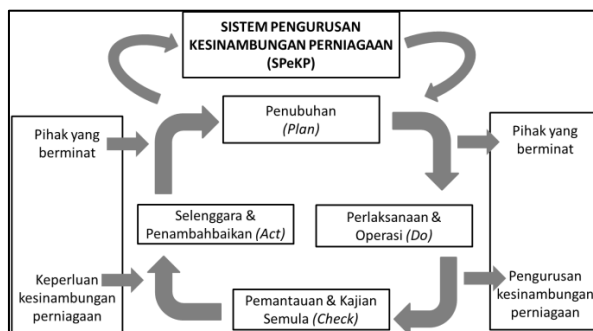 SISTEM PENGURUSAN
KESINAMBUNGAN PERNIAGAAN
(SPeKP)
Penubuhan
(Plan)
Pihak yang
berminat
Pihak yang
berminat
Selenggara &
Penambahbaikan (Act)
Perlaksanaan &
Operasi (Do)
Keperluan
kesinambungan
perniagaan
Pemantauan & Kajian
Semula (Check)
Pengurusan
kesinambungan
perniagaan